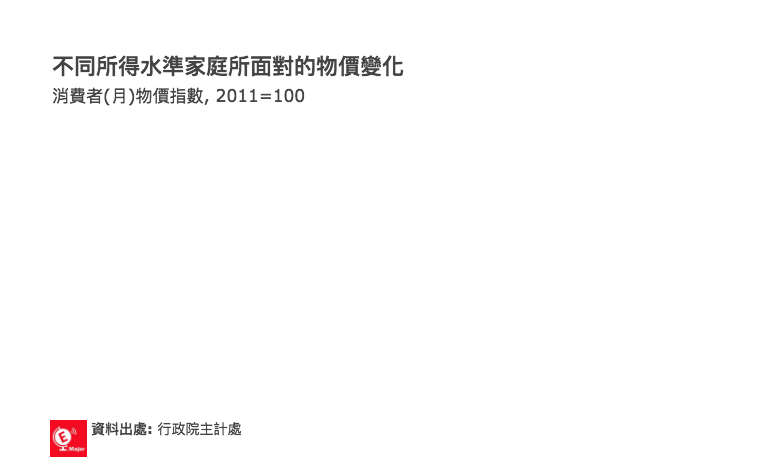 不同所得水準家庭所面對的物價變化
消費者(月)物價指數, 2011=100
資料出處: 行政院主計處
E
Major